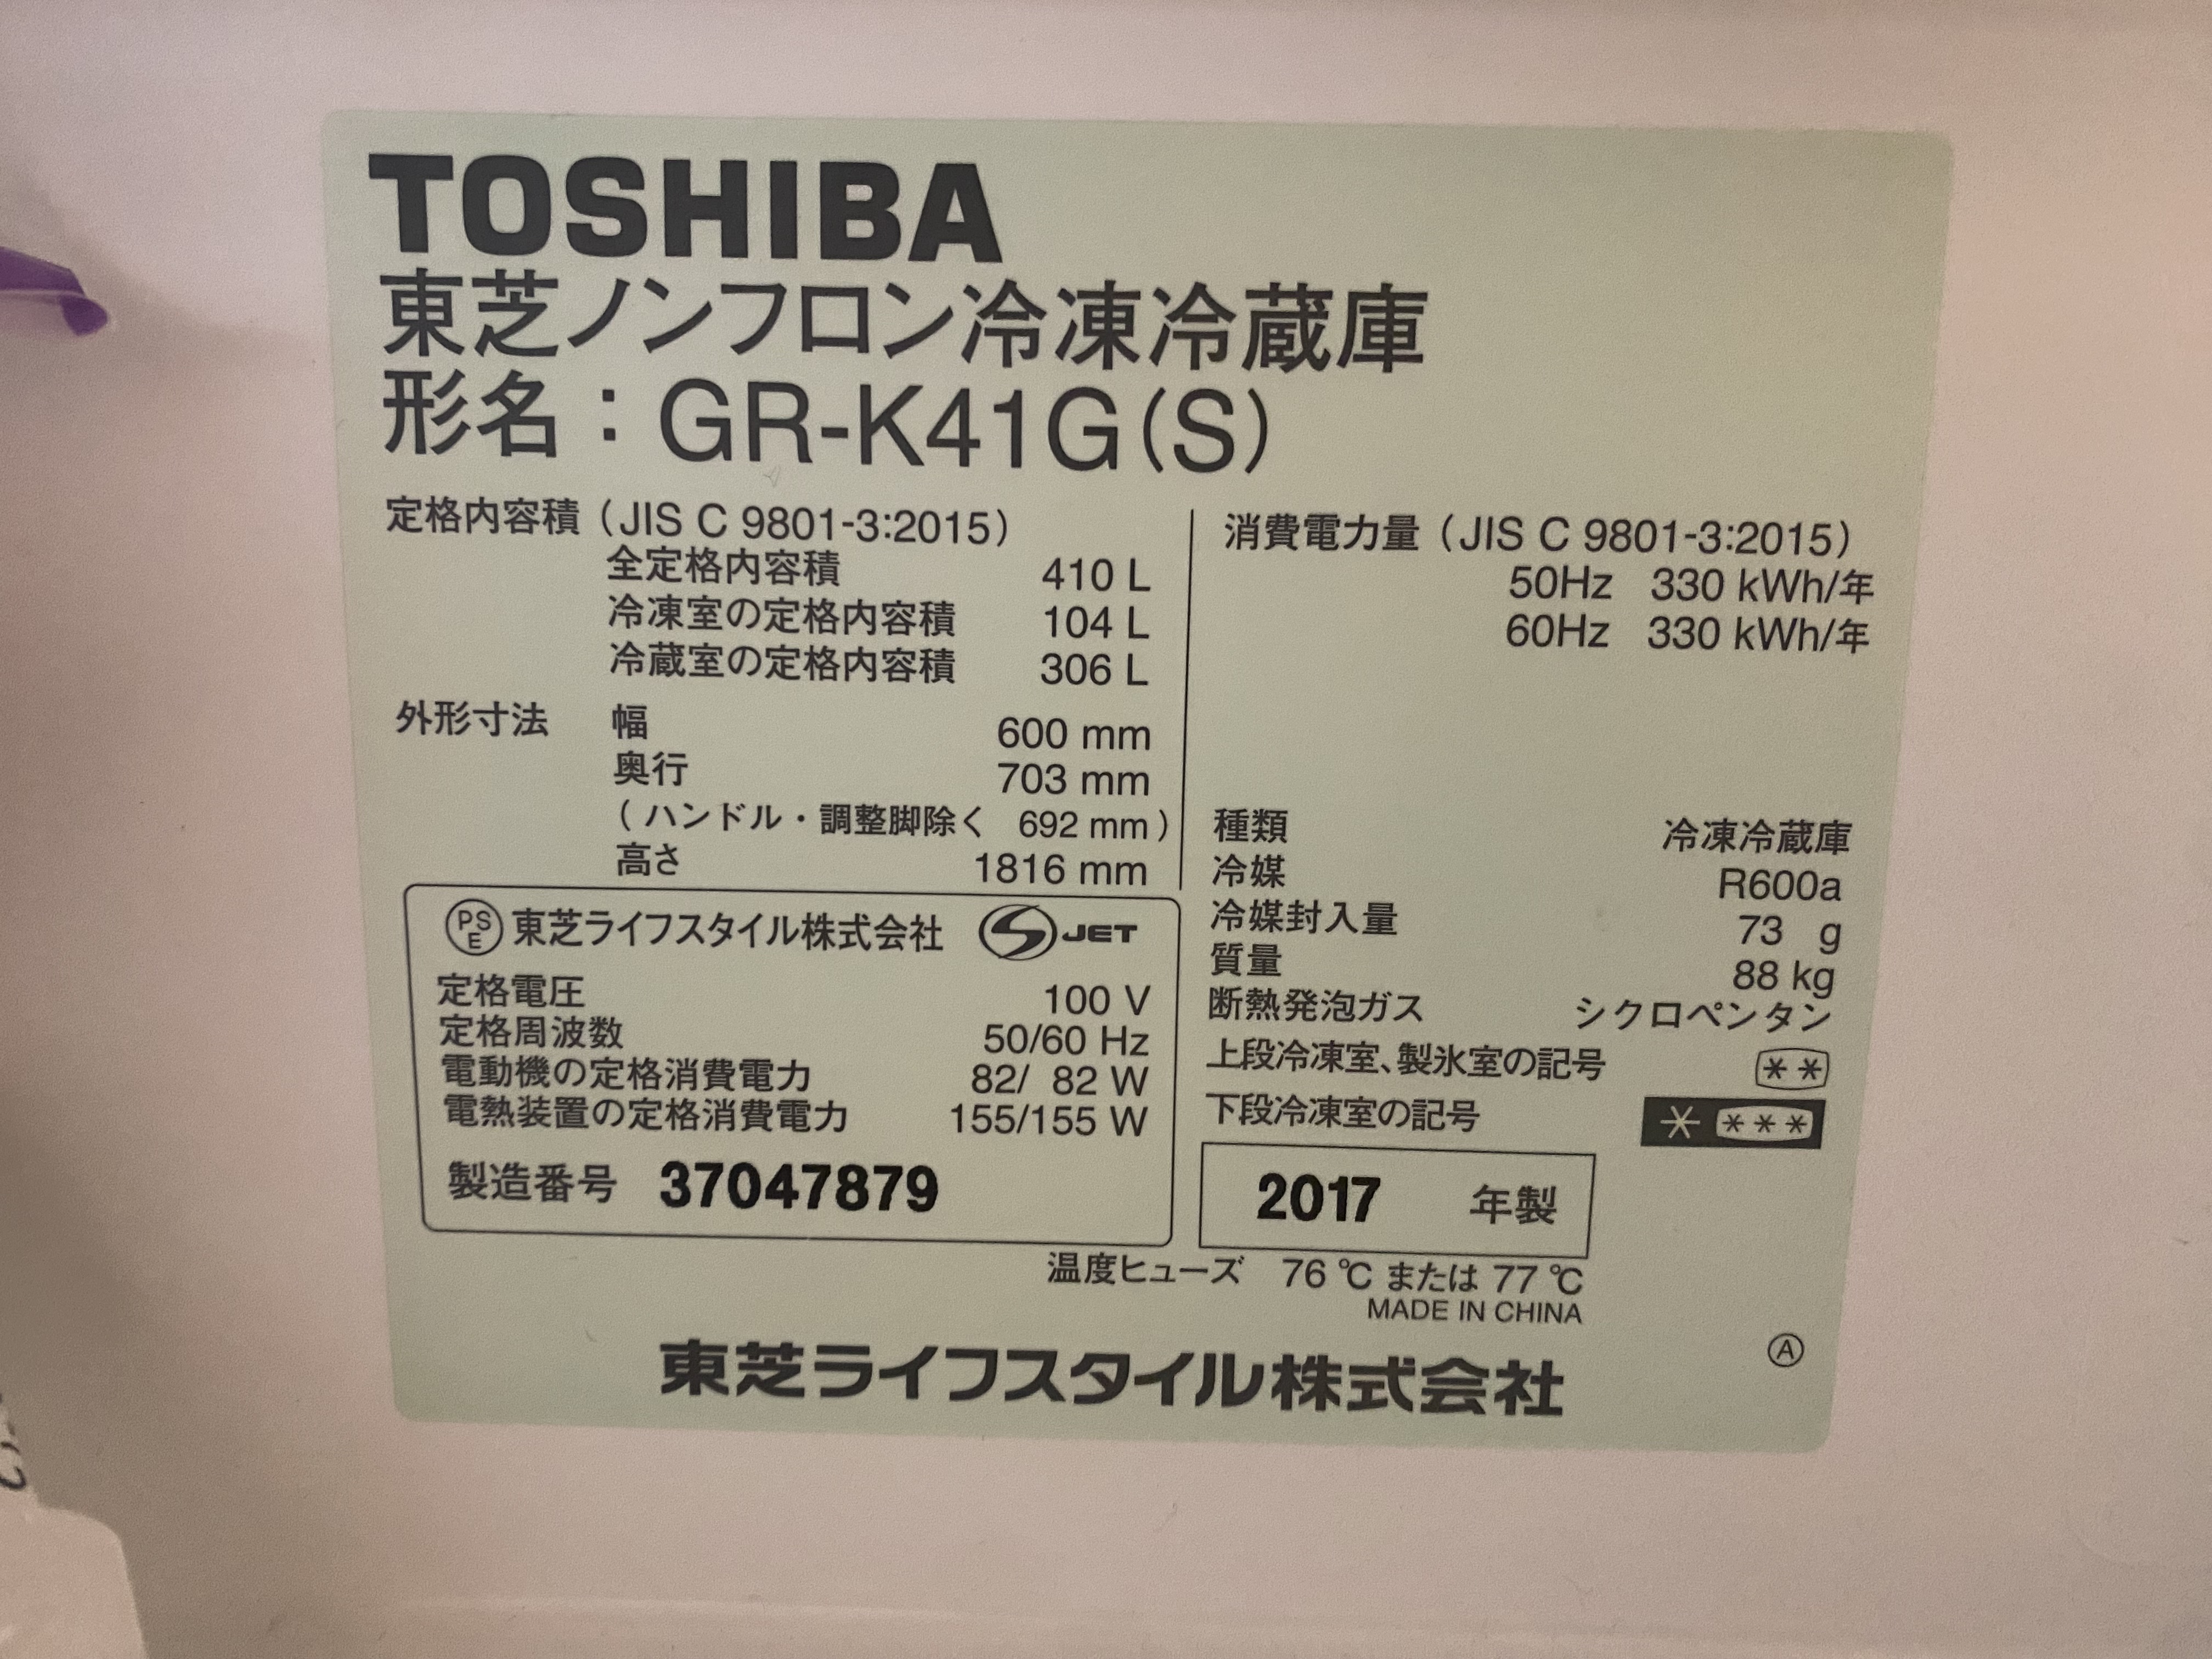 TOSHIBA
東芝ノンフロン冷凍冷蔵庫
形名：GR-K41G(S)
定格内容積（JIS C 9801-3:2015）
全定格内容積 410 L
冷凍室の定格内容積 104 L
冷蔵室の定格内容積 306 L
外形寸法 幅 600 mm
奥行 703 mm
（ハンドル・調整脚除く 692 mm）
高さ 1816 mm
消費電力量（JIS C 9801-3:2015）
50Hz 330 kWh/年
60Hz 330 kWh/年
種類 冷凍冷蔵庫
冷媒 R600a
冷媒封入量 73 g
質量 88 kg
断熱発泡ガス シクロペンタン
上段冷凍室、製氷室の記号 **
下段冷凍室の記号 * ***
PSE 東芝ライフスタイル株式会社 S JET
定格電圧 100 V
定格周波数 50/60 Hz
電動機の定格消費電力 82/ 82 W
電熱装置の定格消費電力 155/155 W
製造番号 37047879
2017 年製
温度ヒューズ 76 ℃ または 77 ℃
MADE IN CHINA
東芝ライフスタイル株式会社
Ⓐ